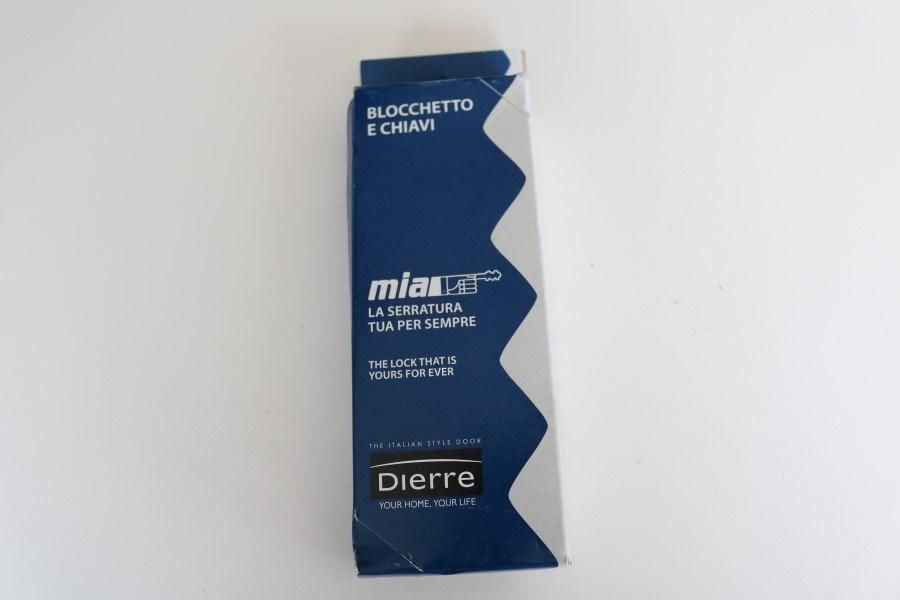 BLOCCHETTO
E CHIAVI
mia
LA SERRATURA
TUA PER SEMPRE
THE LOCK THAT IS
YOURS FOR EVER
THE ITALIAN STYLE DOOR
Dierre
YOUR HOME, YOUR LIFE